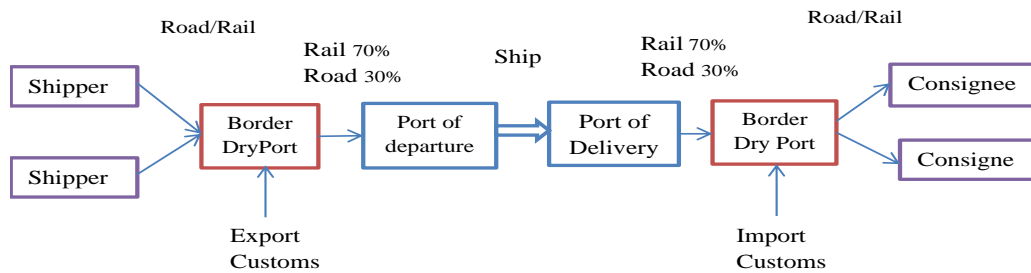 Road/Rail
Road/Rail
Rail 70%
Road 30%
Ship
Rail 70%
Road 30%
Shipper
Shipper
Border
DryPort
Port of
departure
Port of
Delivery
Border
Dry Port
Consignee
Consigne
Export
Customs
Import
Customs